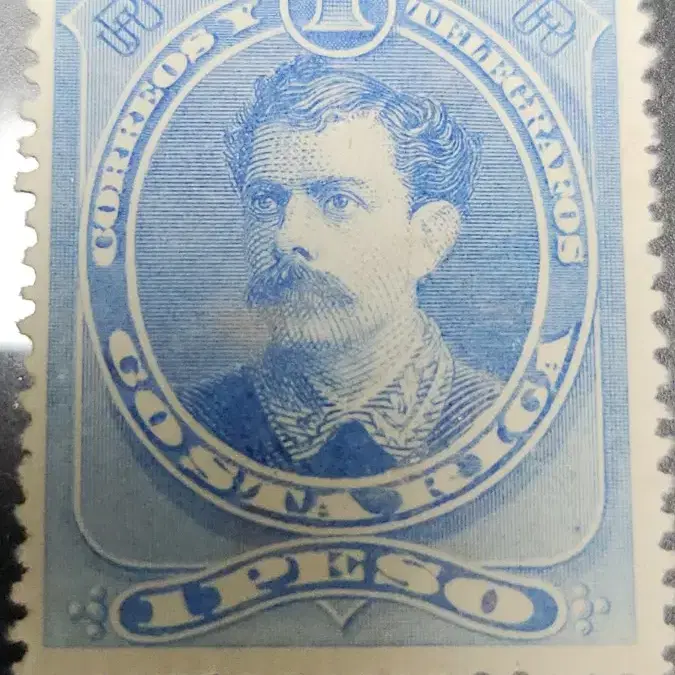 1
CORREOS Y TELEGRAFOS
COSTA RICA
1 PESO